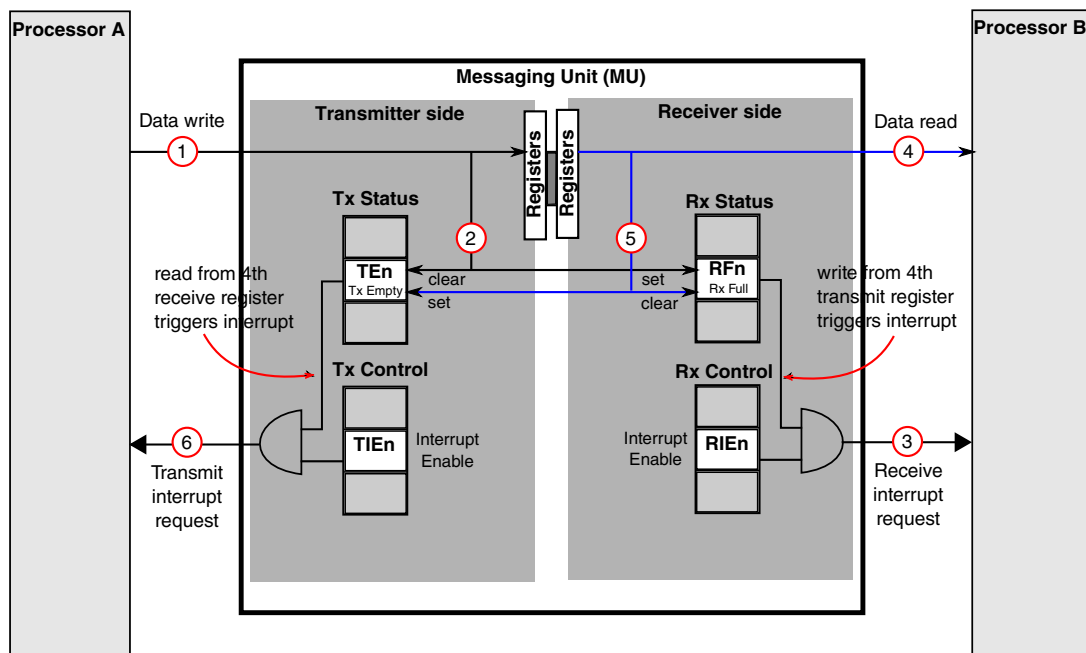 Processor A
Processor B
Messaging Unit (MU)
Transmitter side
Receiver side
Data write
1
Data read
4
Registers
Registers
Tx Status
Rx Status
2
5
TEn
Tx Empty
clear
set
set
clear
RFn
Rx Full
read from 4th
receive register
triggers interrupt
write from 4th
transmit register
triggers interrupt
Tx Control
Rx Control
TIEn
Interrupt
Enable
Interrupt
Enable
RIEn
6
Transmit
interrupt
request
3
Receive
interrupt
request